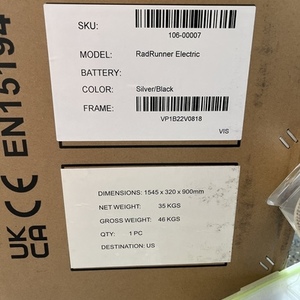 SKU:
106-00007
MODEL: RadRunner Electric
BATTERY:
COLOR: Silver/Black
FRAME:
VP1B22V0818
VIS
DIMENSIONS: 1545 x 320 x 900mm
NET WEIGHT: 35 KGS
GROSS WEIGHT: 46 KGS
QTY: 1 PC
DESTINATION: US
UK
CA
CE
EN15194